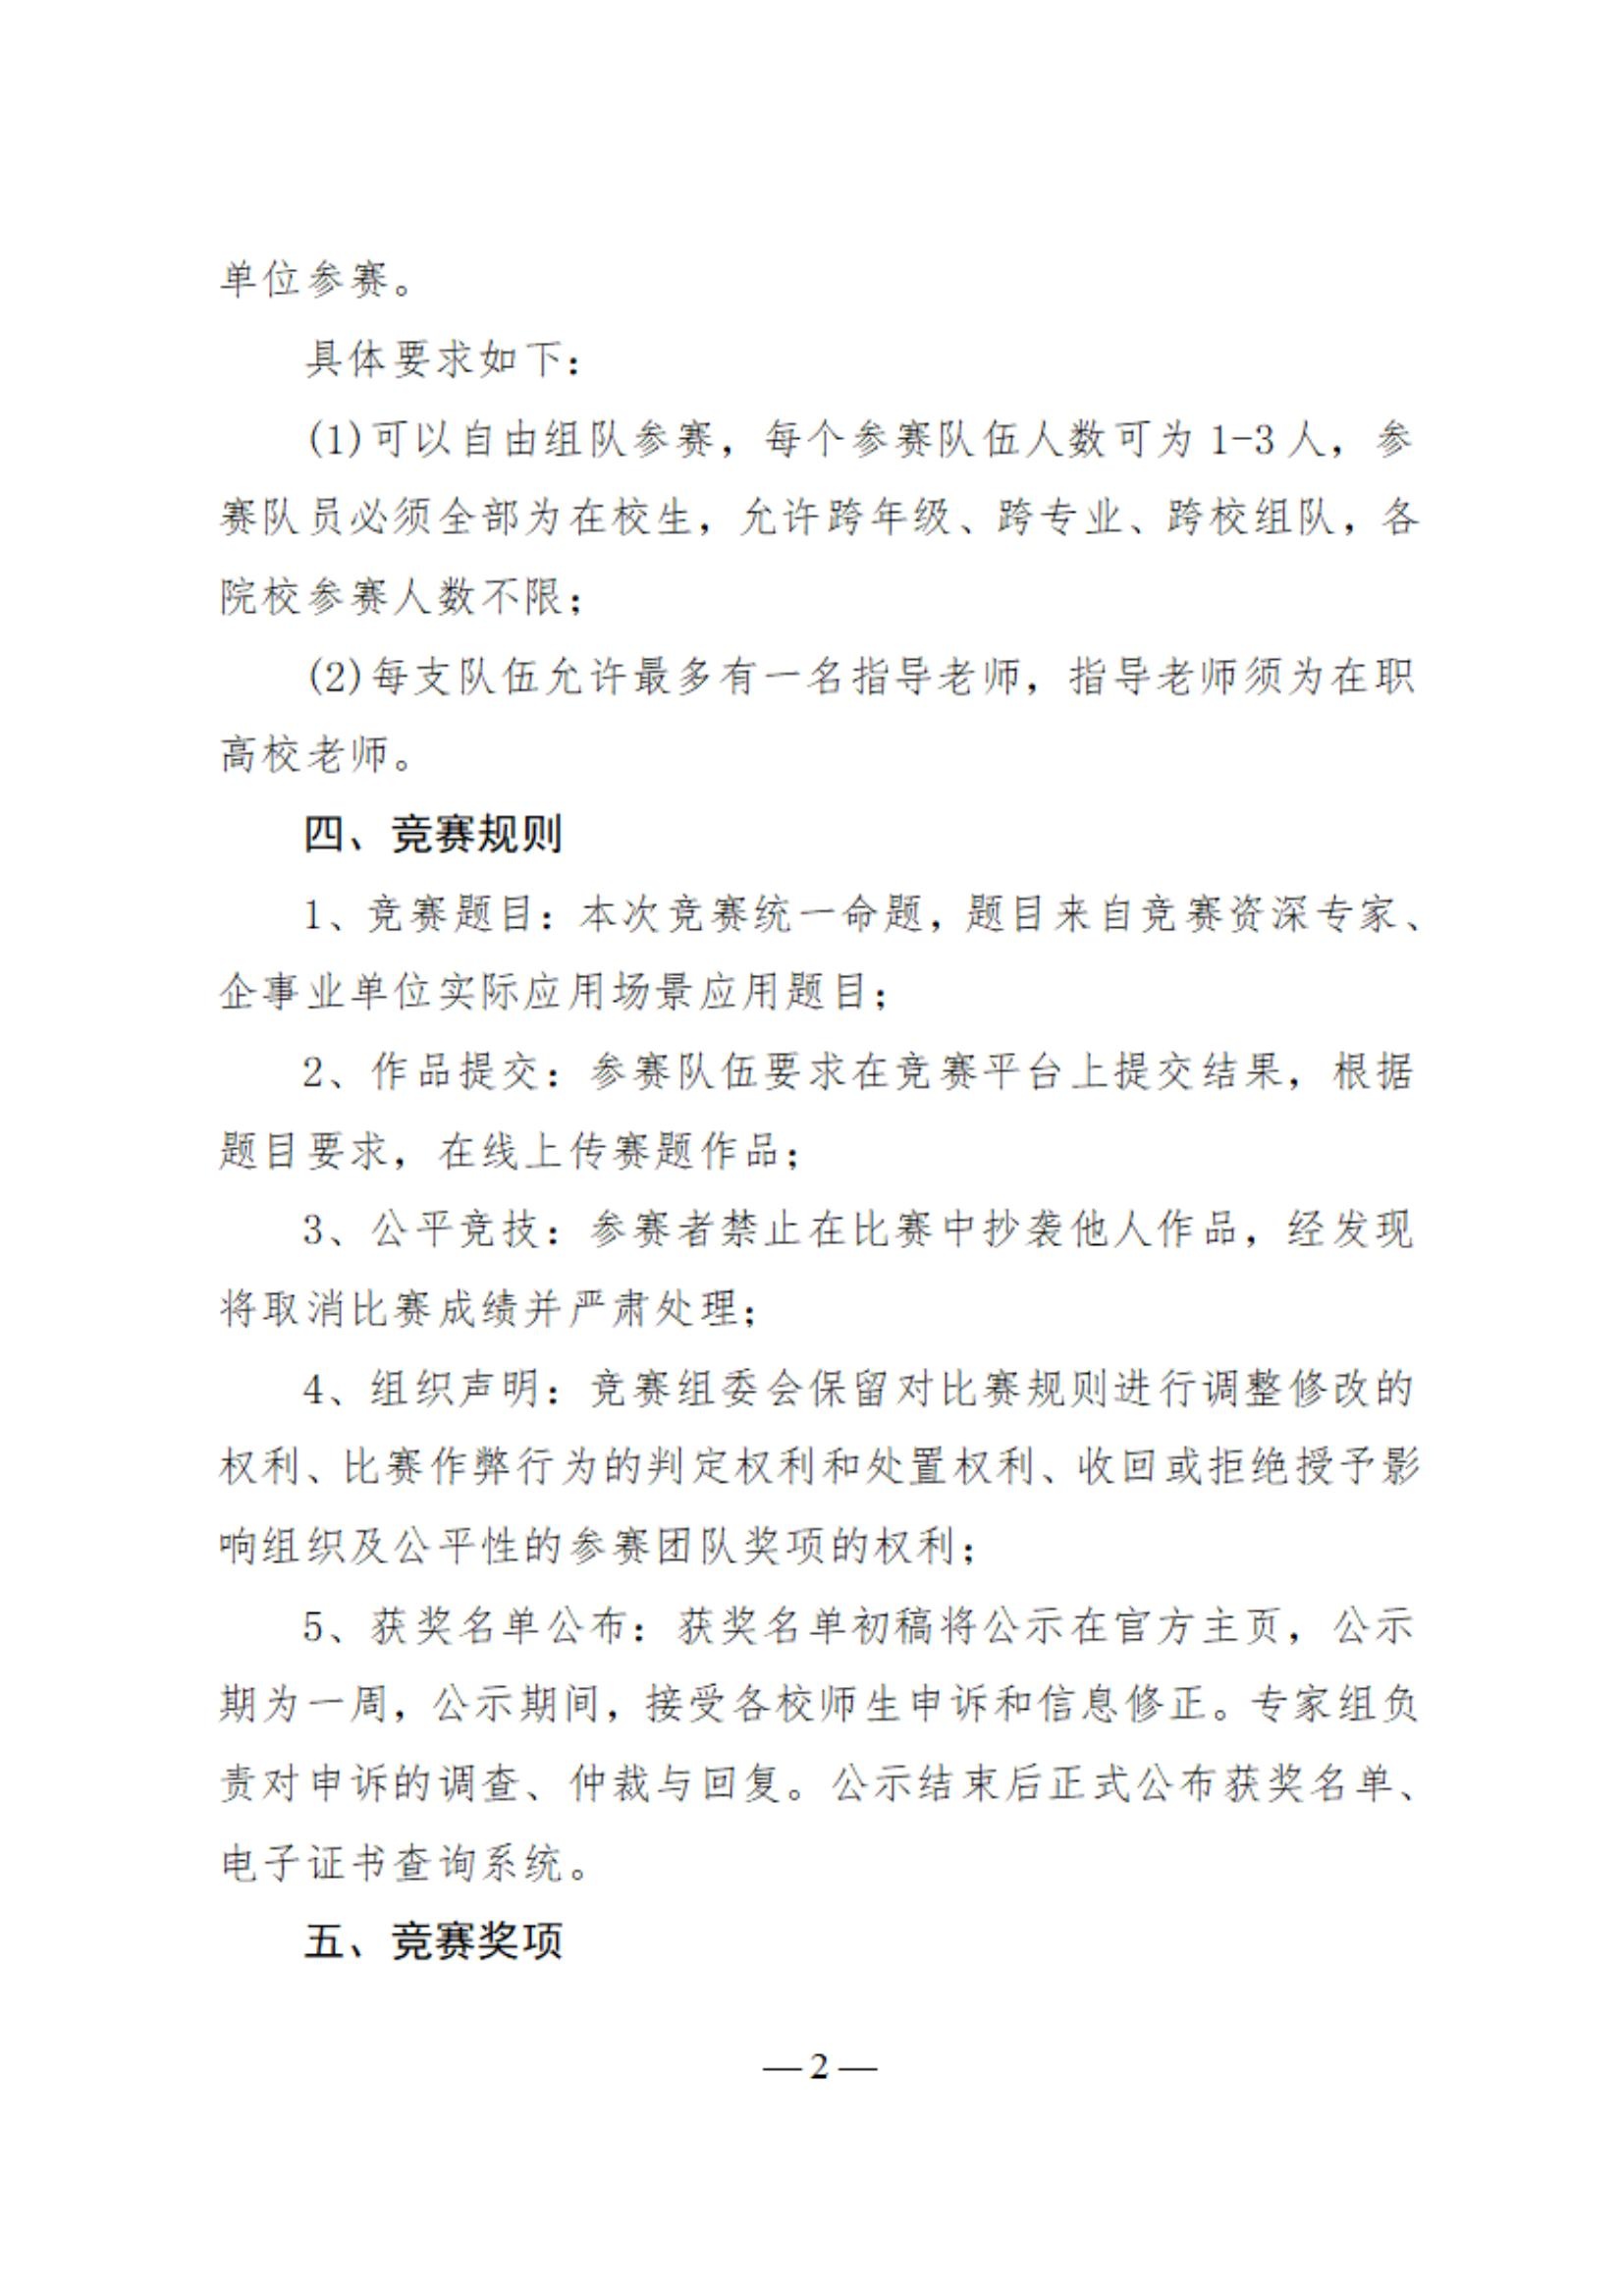 单位参赛。
具体要求如下：
(1)可以自由组队参赛，每个参赛队伍人数可为 1-3 人，参
赛队员必须全部为在校生，允许跨年级、跨专业、跨校组队，各
院校参赛人数不限；
(2)每支队伍允许最多有一名指导老师，指导老师须为在职
高校老师。
四、竞赛规则
1、竞赛题目：本次竞赛统一命题，题目来自竞赛资深专家、
企事业单位实际应用场景应用题目；
2、作品提交：参赛队伍要求在竞赛平台上提交结果，根据
题目要求，在线上传赛题作品；
3、公平竞技：参赛者禁止在比赛中抄袭他人作品，经发现
将取消比赛成绩并严肃处理；
4、组织声明：竞赛组委会保留对比赛规则进行调整修改的
权利、比赛作弊行为的判定权利和处置权利、收回或拒绝授予影
响组织及公平性的参赛团队奖项的权利；
5、获奖名单公布：获奖名单初稿将公示在官方主页，公示
期为一周，公示期间，接受各校师生申诉和信息修正。专家组负
责对申诉的调查、仲裁与回复。公示结束后正式公布获奖名单、
电子证书查询系统。
五、竞赛奖项
— 2 —